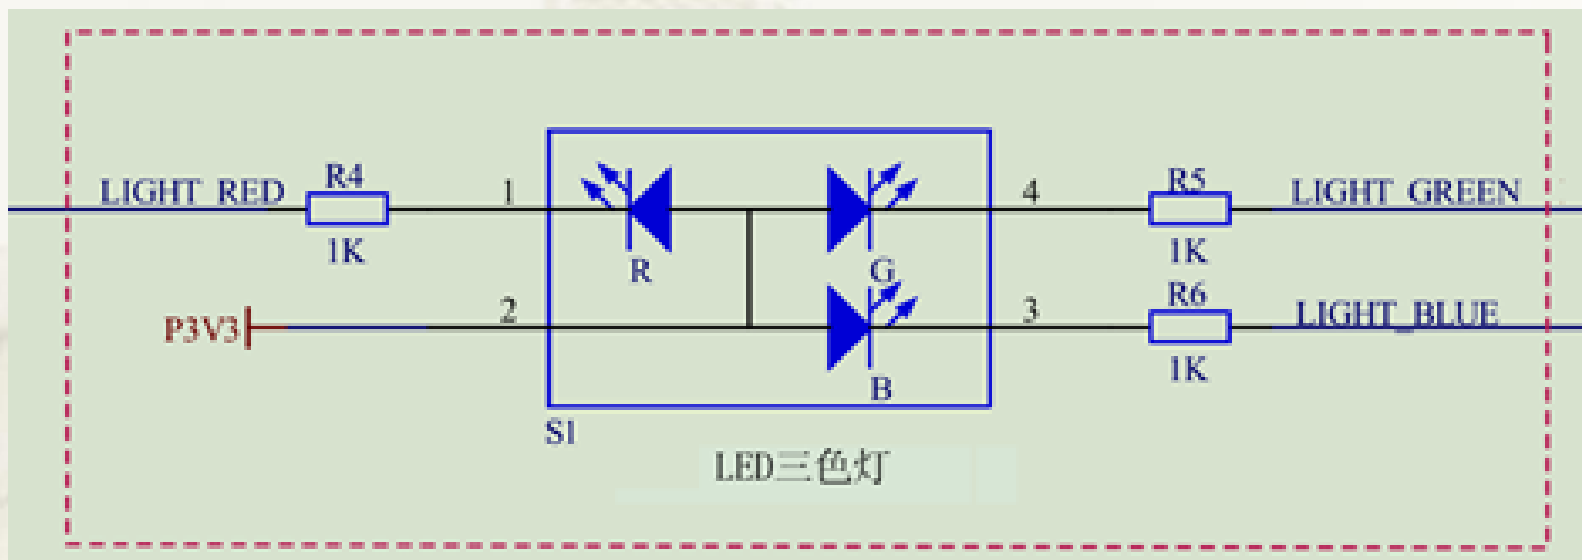 LIGHT_RED
R4
1K
1
4
R5
1K
LIGHT_GREEN
R
G
P3V3
2
3
R6
1K
LIGHT_BLUE
B
S1
LED三色灯